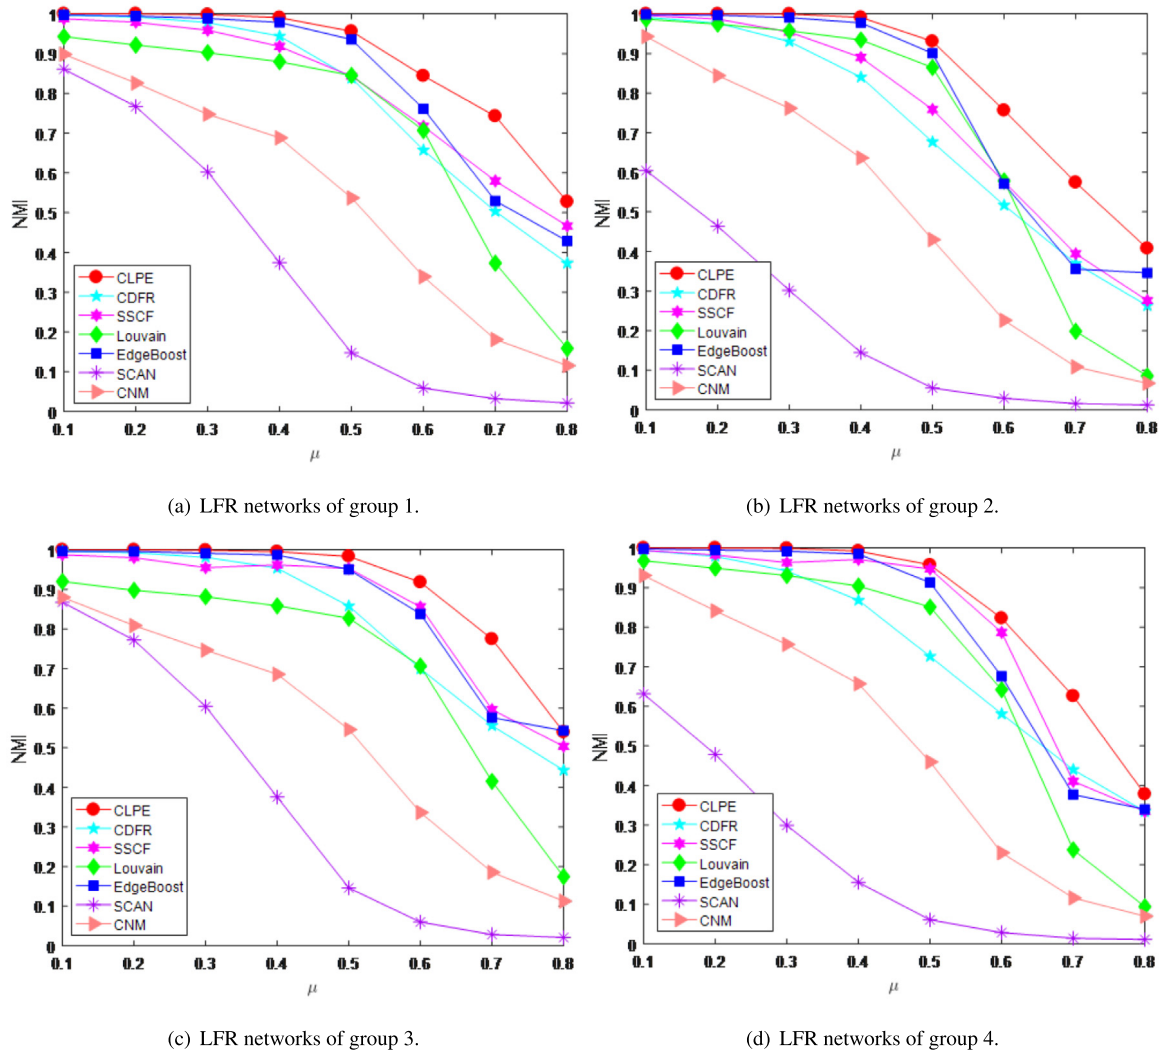 1
0.9
0.8
0.7
0.6
0.5
0.4
0.3
0.2
0.1
0
NMI
CLPE
CDFR
SSCF
Louvain
EdgeBoost
SCAN
CNM
0.1 0.2 0.3 0.4 0.5 0.6 0.7 0.8
μ
(a) LFR networks of group 1.
1
0.9
0.8
0.7
0.6
0.5
0.4
0.3
0.2
0.1
0
NMI
CLPE
CDFR
SSCF
Louvain
EdgeBoost
SCAN
CNM
0.1 0.2 0.3 0.4 0.5 0.6 0.7 0.8
μ
(b) LFR networks of group 2.
1
0.9
0.8
0.7
0.6
0.5
0.4
0.3
0.2
0.1
0
NMI
CLPE
CDFR
SSCF
Louvain
EdgeBoost
SCAN
CNM
0.1 0.2 0.3 0.4 0.5 0.6 0.7 0.8
μ
(c) LFR networks of group 3.
1
0.9
0.8
0.7
0.6
0.5
0.4
0.3
0.2
0.1
0
NMI
CLPE
CDFR
SSCF
Louvain
EdgeBoost
SCAN
CNM
0.1 0.2 0.3 0.4 0.5 0.6 0.7 0.8
μ
(d) LFR networks of group 4.